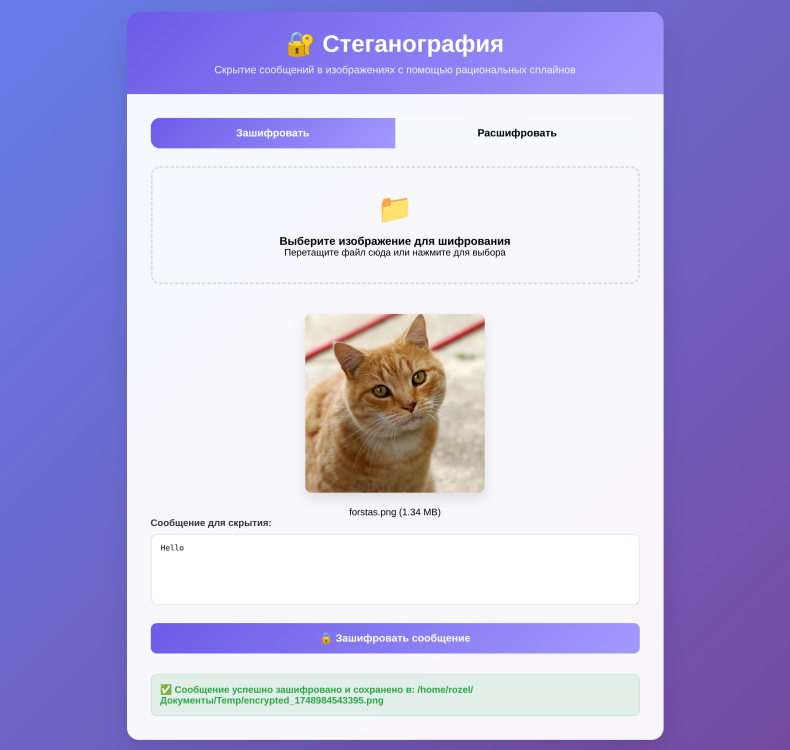 Стеганография
Скрытие сообщений в изображениях с помощью рациональных сплайнов
Зашифровать
Расшифровать
Выберите изображение для шифрования
Перетащите файл сюда или нажмите для выбора
forstas.png (1.34 MB)
Сообщение для скрытия:
Hello
Зашифровать сообщение
Сообщение успешно зашифровано и сохранено в: /home/rozel/
Документы/Temp/encrypted_1748984543395.png